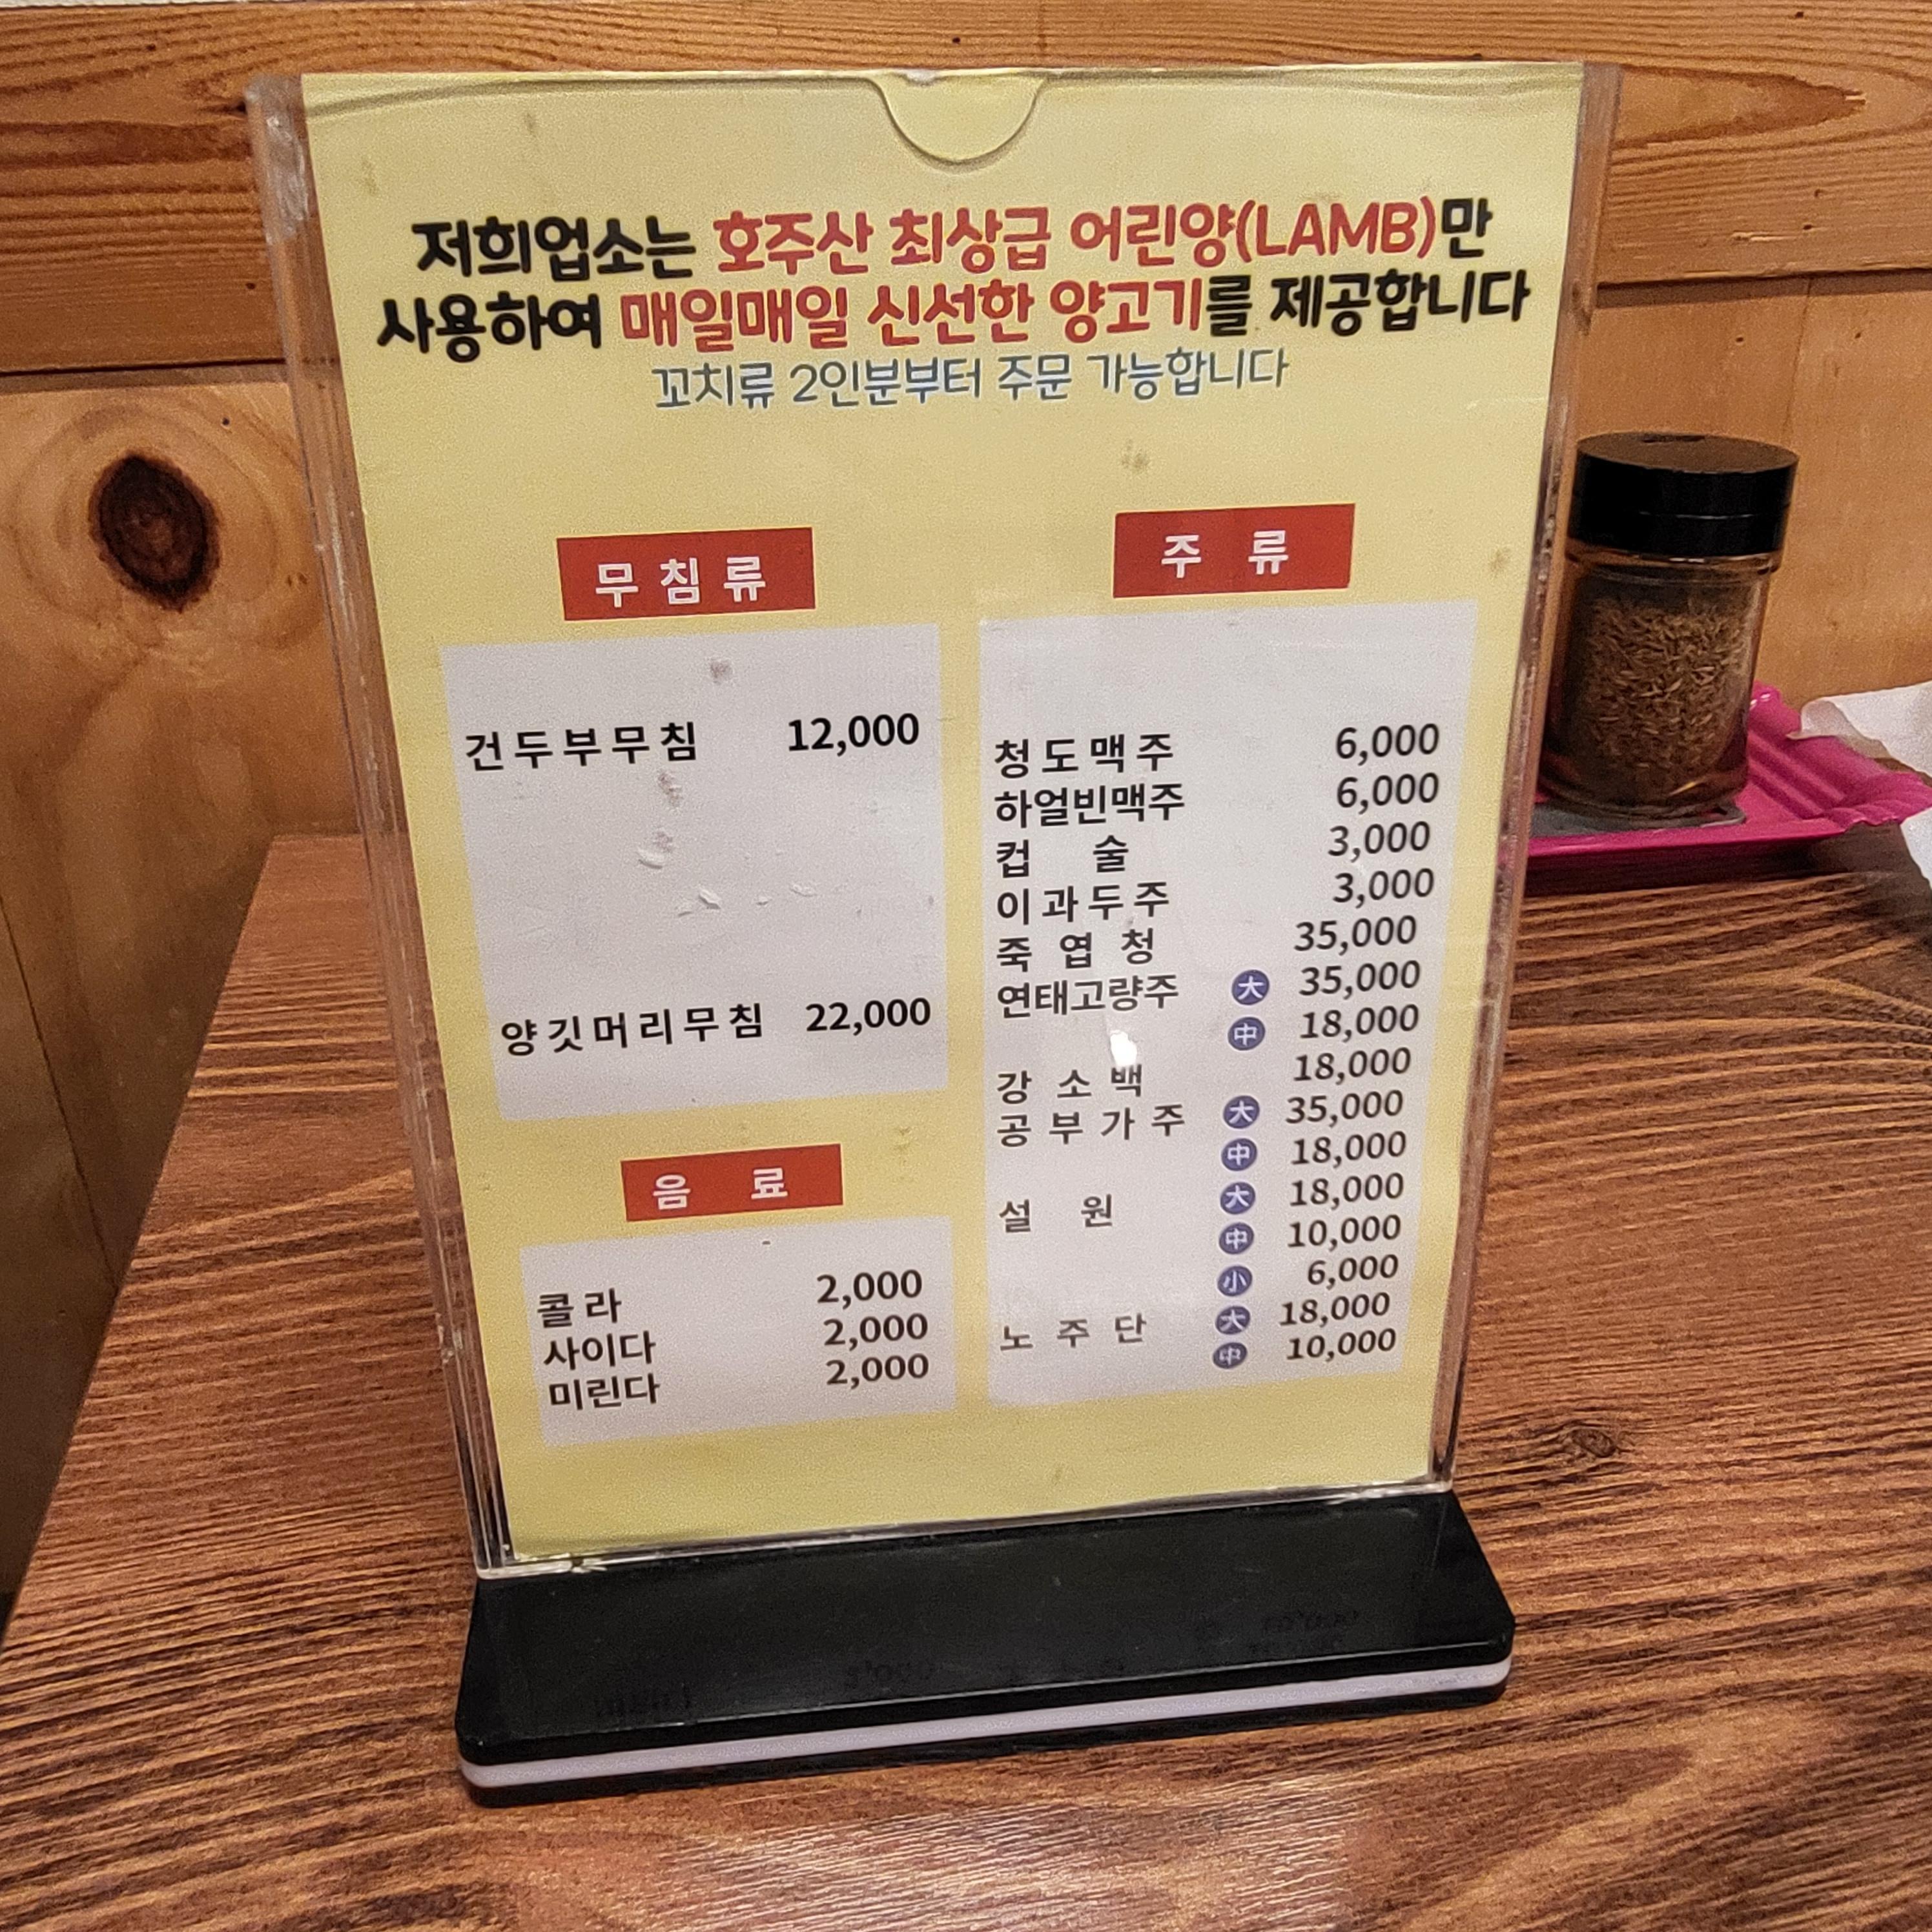 저희업소는 호주산 최상급 어린양(LAMB)만
사용하여 매일매일 신선한 양고기를 제공합니다
꼬치류 2인분부터 주문 가능합니다
무침류
건두부무침 12,000
양깃머리무침 22,000
음료
콜라 2,000
사이다 2,000
미린다 2,000
주류
청도맥주 6,000
하얼빈맥주 6,000
컵술 3,000
이과두주 3,000
죽엽청 35,000
연태고량주 大 35,000
中 18,000
강소백 18,000
공부가주 大 35,000
中 18,000
설원 大 18,000
中 10,000
小 6,000
노주단 大 18,000
中 10,000